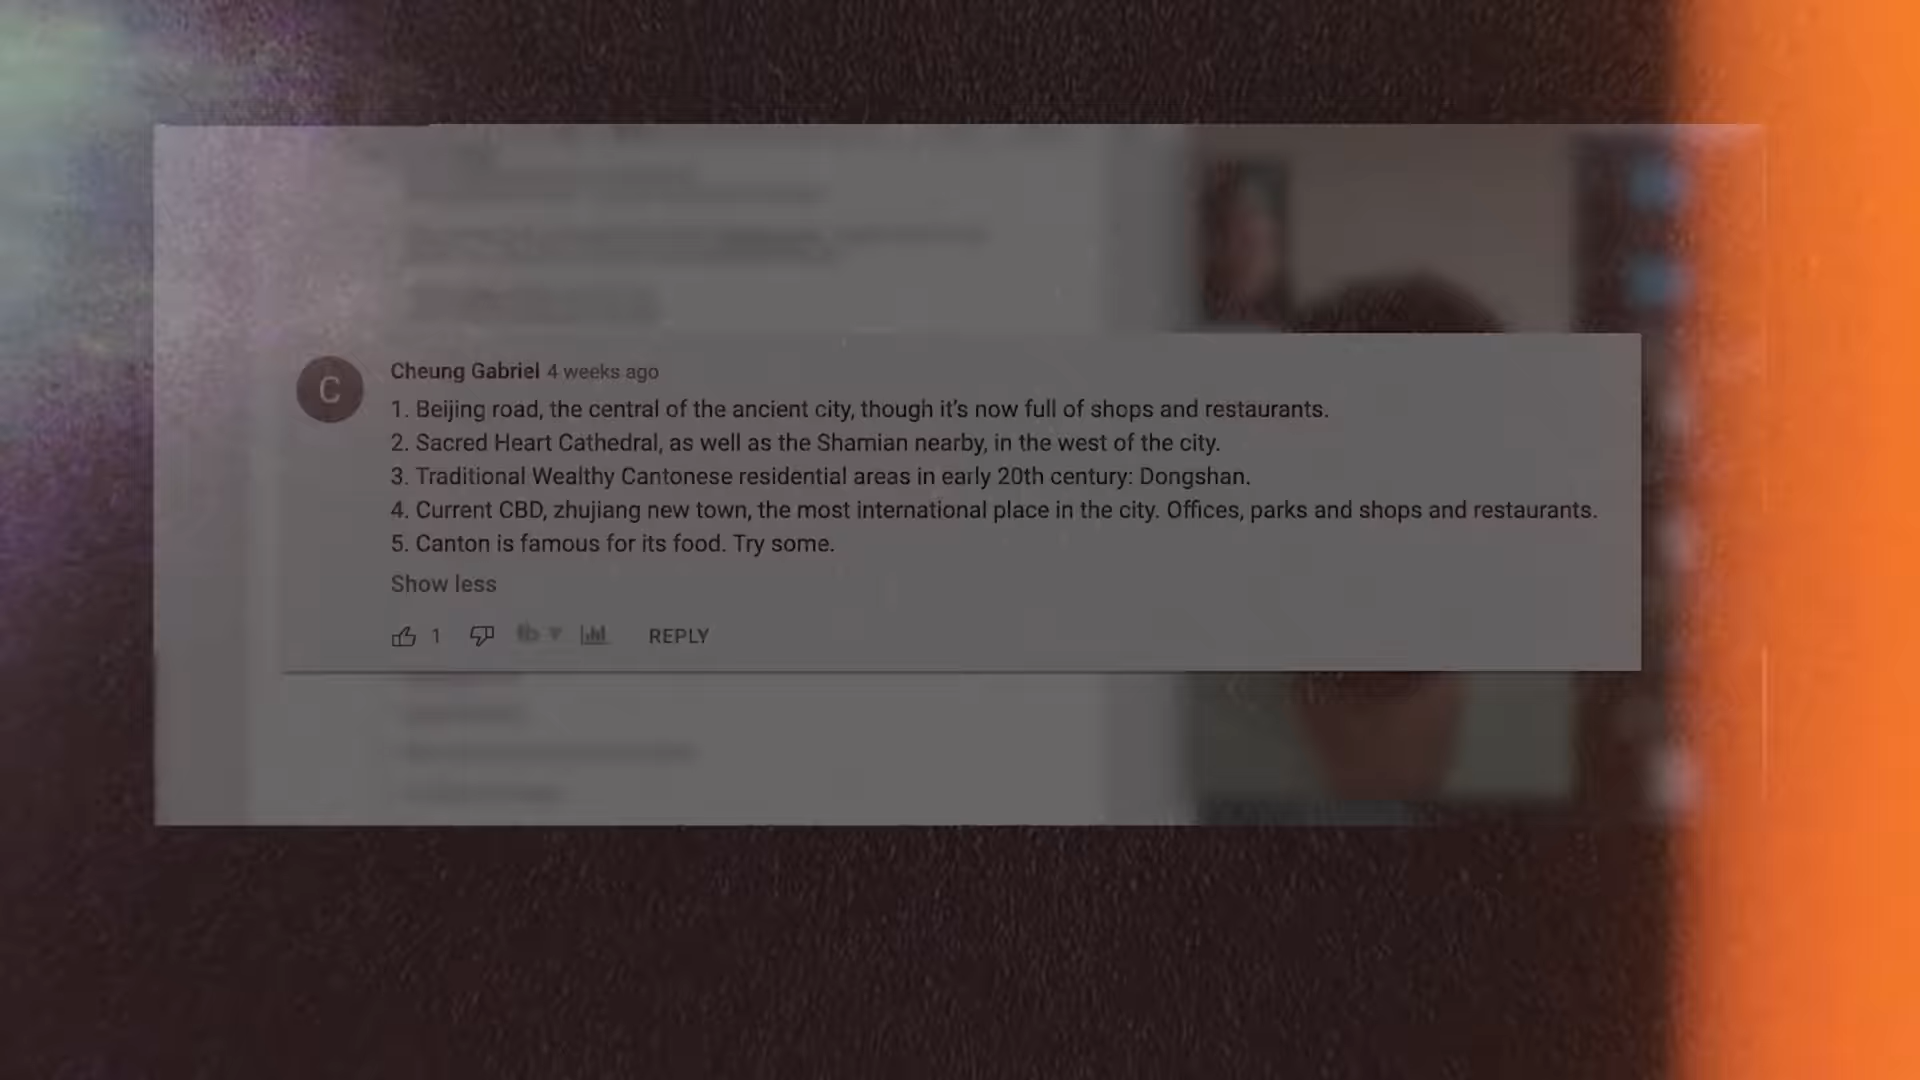 C
Cheung Gabriel 4 weeks ago
1. Beijing road, the central of the ancient city, though it's now full of shops and restaurants.
2. Sacred Heart Cathedral, as well as the Shamian nearby, in the west of the city.
3. Traditional Wealthy Cantonese residential areas in early 20th century: Dongshan.
4. Current CBD, zhujiang new town, the most international place in the city. Offices, parks and shops and restaurants.
5. Canton is famous for its food. Try some.
Show less
1 REPLY